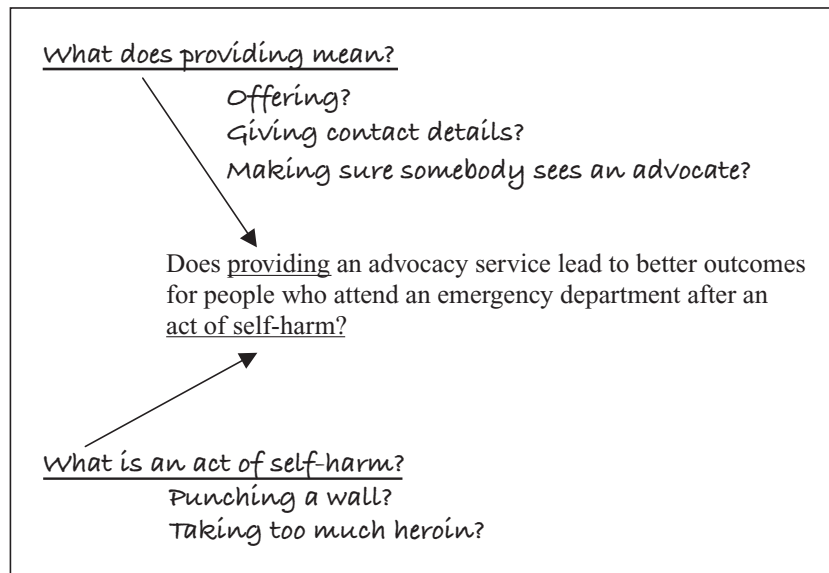 What does providing mean?
Offering?
Giving contact details?
Making sure somebody sees an advocate?
Does providing an advocacy service lead to better outcomes
for people who attend an emergency department after an
act of self-harm?
What is an act of self-harm?
Punching a wall?
Taking too much heroin?